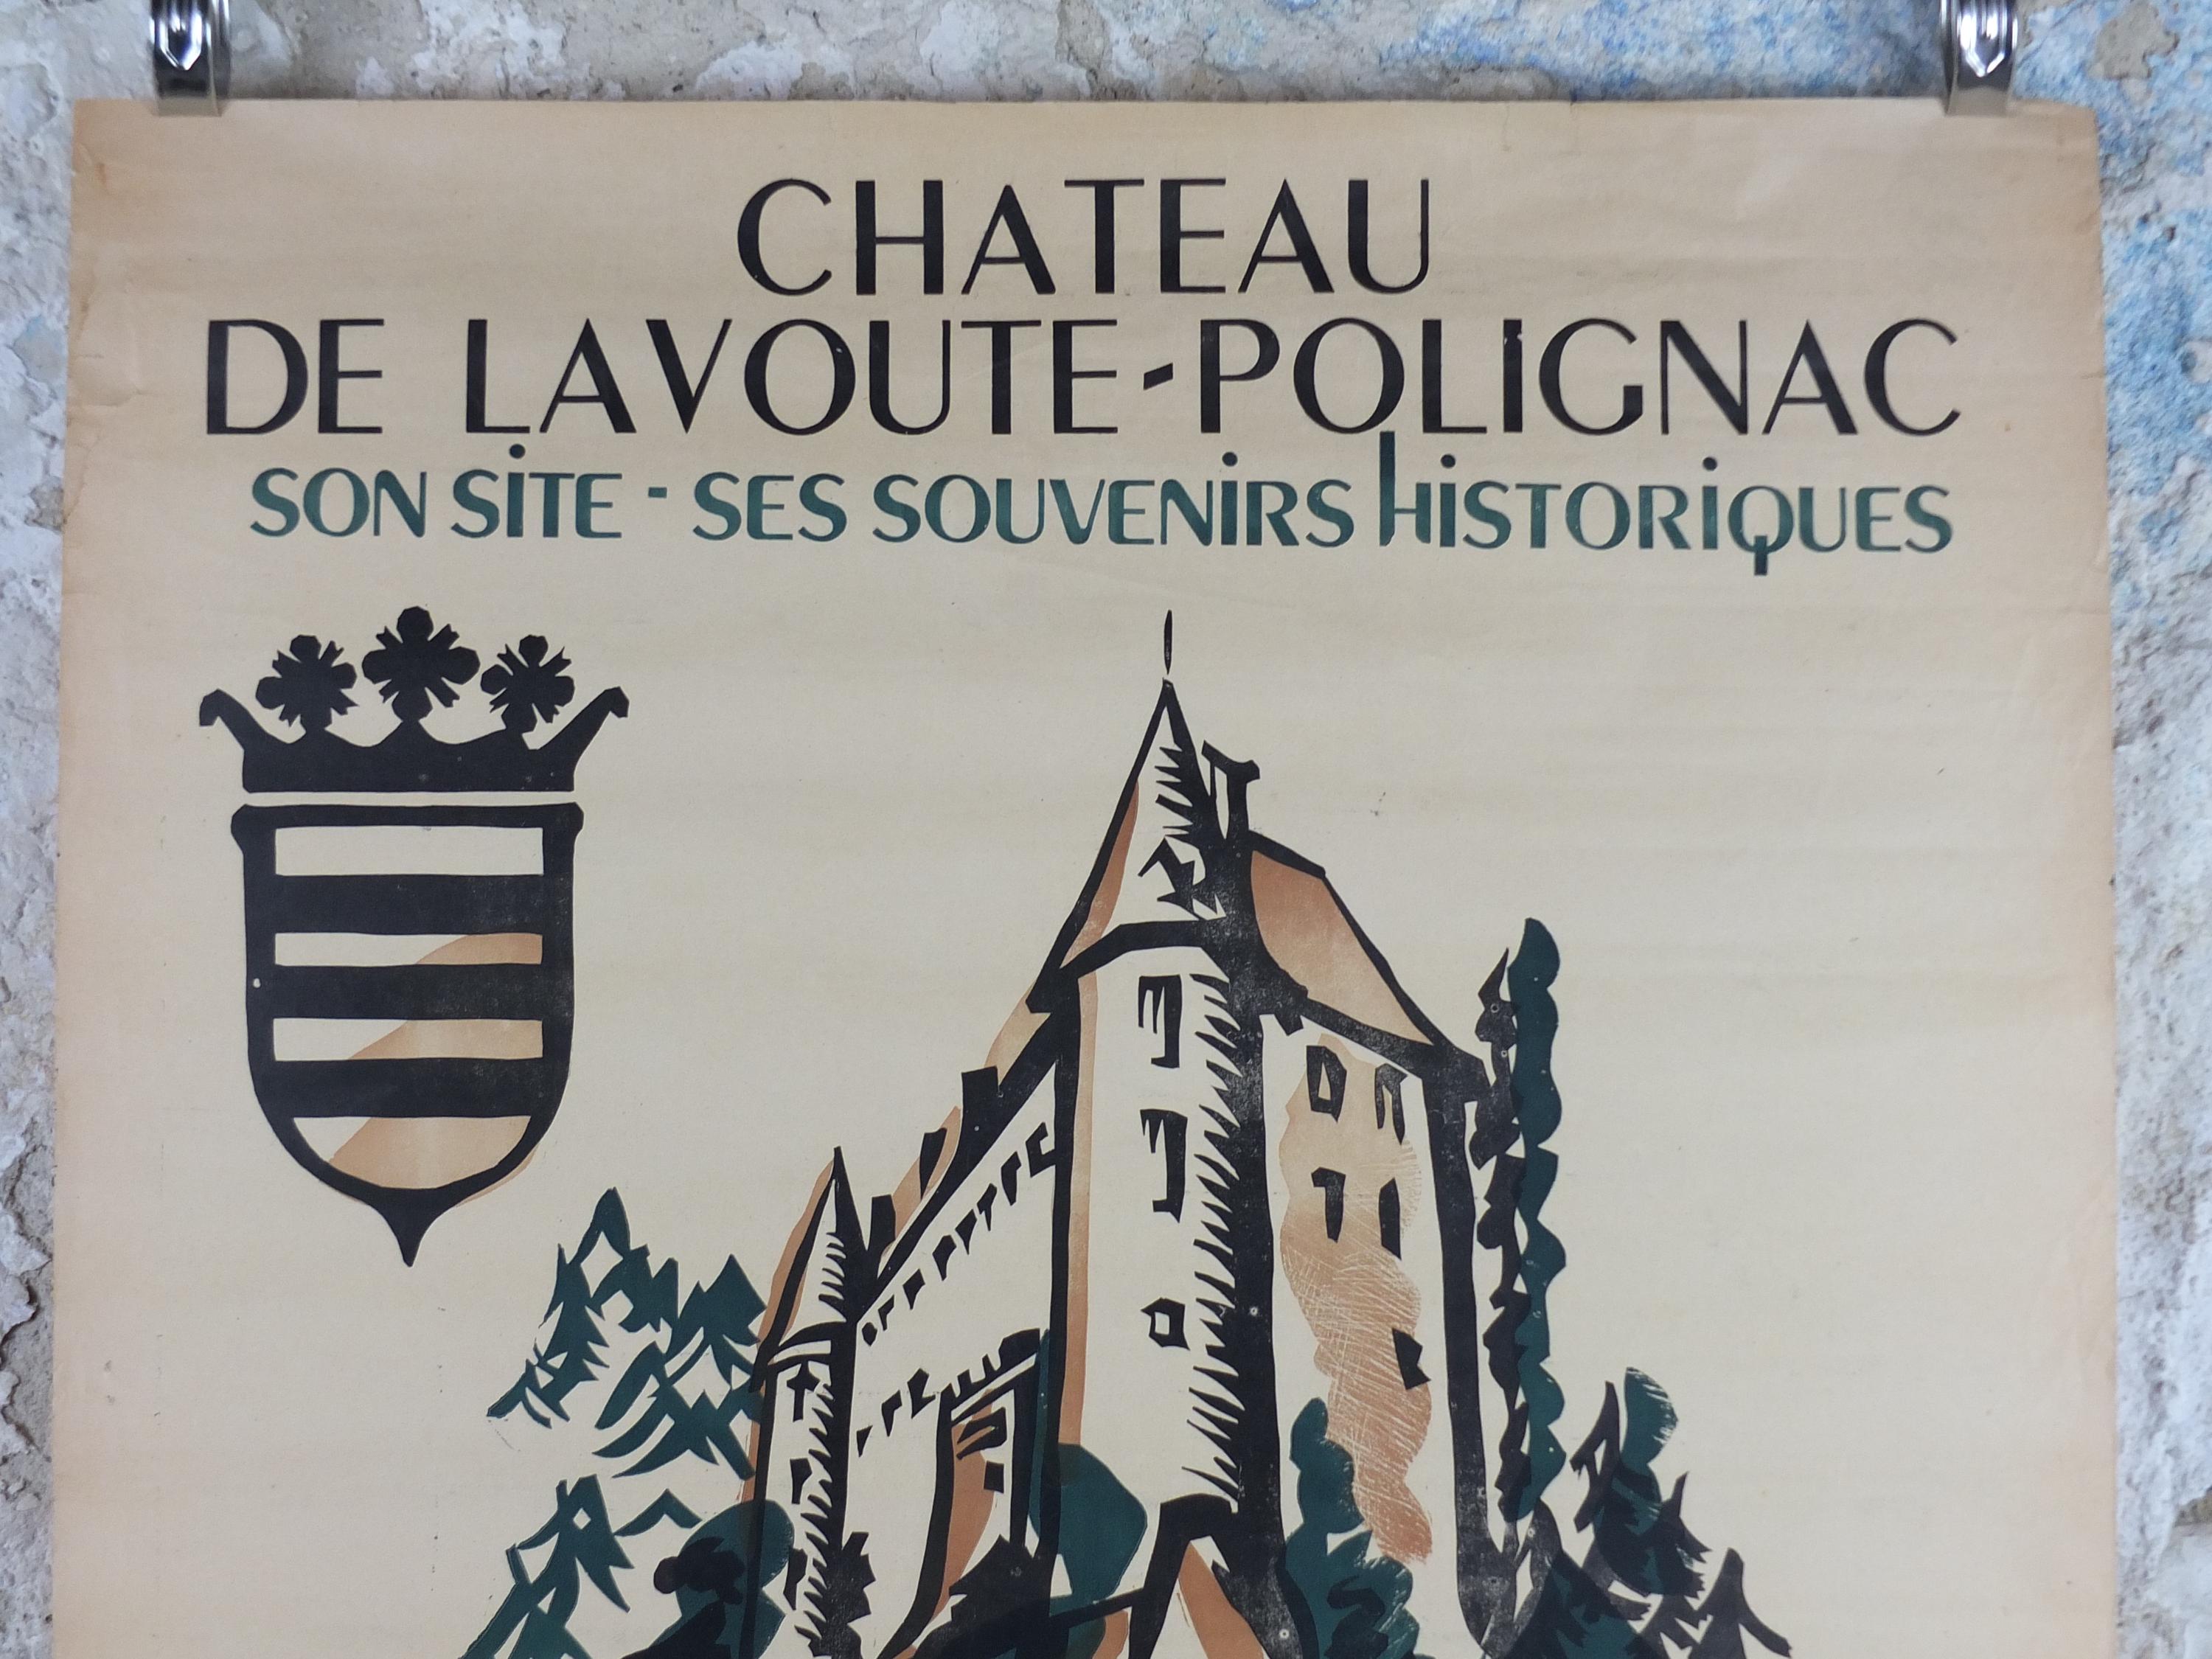 CHATEAU
DE LAVOUTE-POLIGNAC
SON SiTE - SES SOUVENiRS hiSTORiQUES